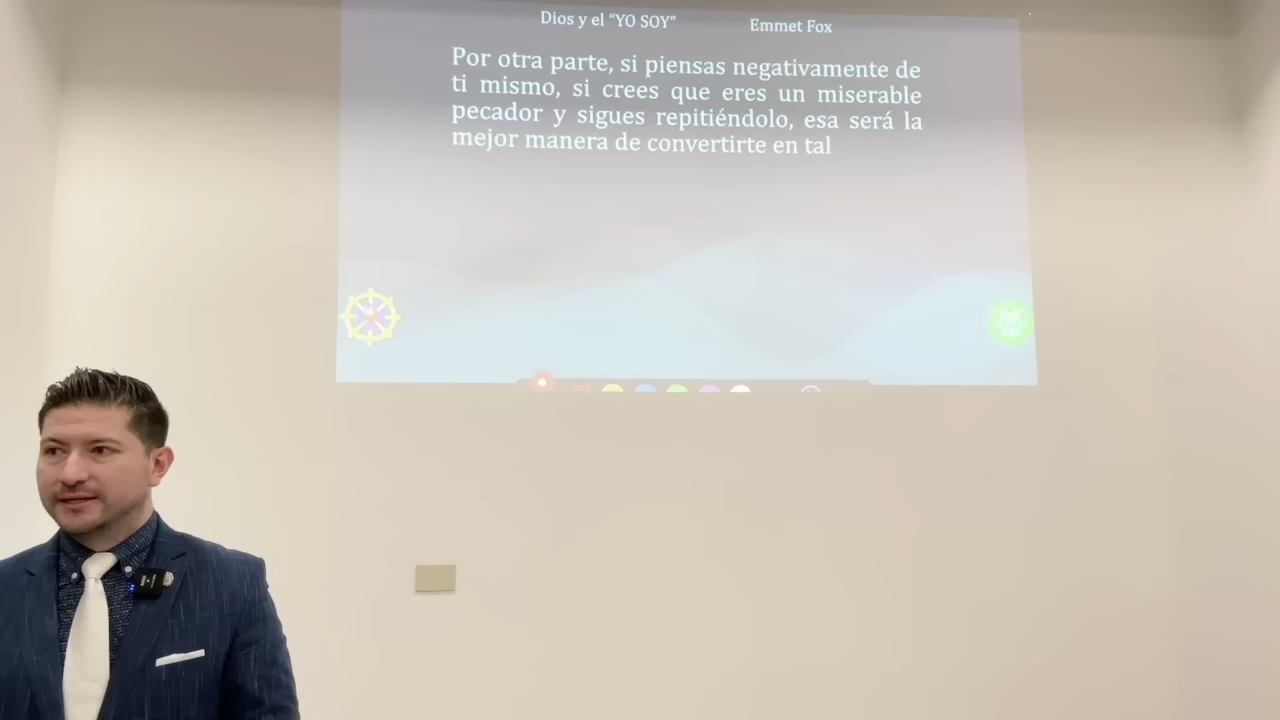 Dios y el “YO SOY” Emmet Fox
Por otra parte, si piensas negativamente de
ti mismo, si crees que eres un miserable
pecador y sigues repitiéndolo, esa será la
mejor manera de convertirte en tal